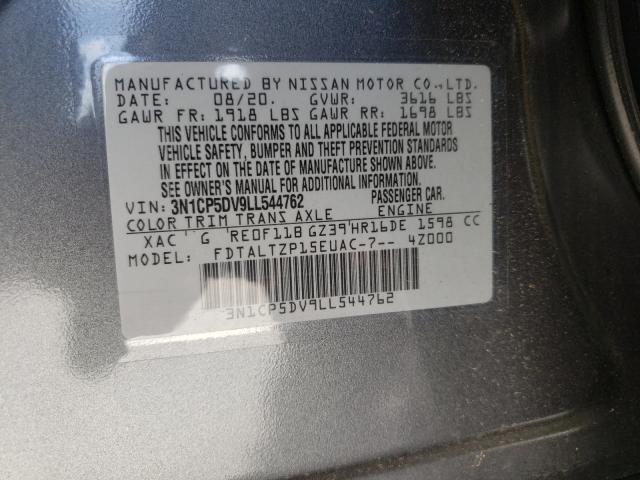 MANUFACTURED BY NISSAN MOTOR CO., LTD.
DATE: 08/20. GVWR: 3616 LBS
GAWR FR: 1918 LBS GAWR RR: 1698 LBS
THIS VEHICLE CONFORMS TO ALL APPLICABLE FEDERAL MOTOR
VEHICLE SAFETY, BUMPER AND THEFT PREVENTION STANDARDS
IN EFFECT ON THE DATE OF MANUFACTURE SHOWN ABOVE.
SEE OWNER'S MANUAL FOR ADDITIONAL INFORMATION.
VIN: 3N1CP5DV9LL544762 PASSENGER CAR.
COLOR TRIM TRANS AXLE ENGINE
XAC ' G ' RE0F11B GZ39'HR16DE 1598 CC
MODEL: FDTALTZP15EUAC-7-- 4Z000
3N1CP5DV9LL544762